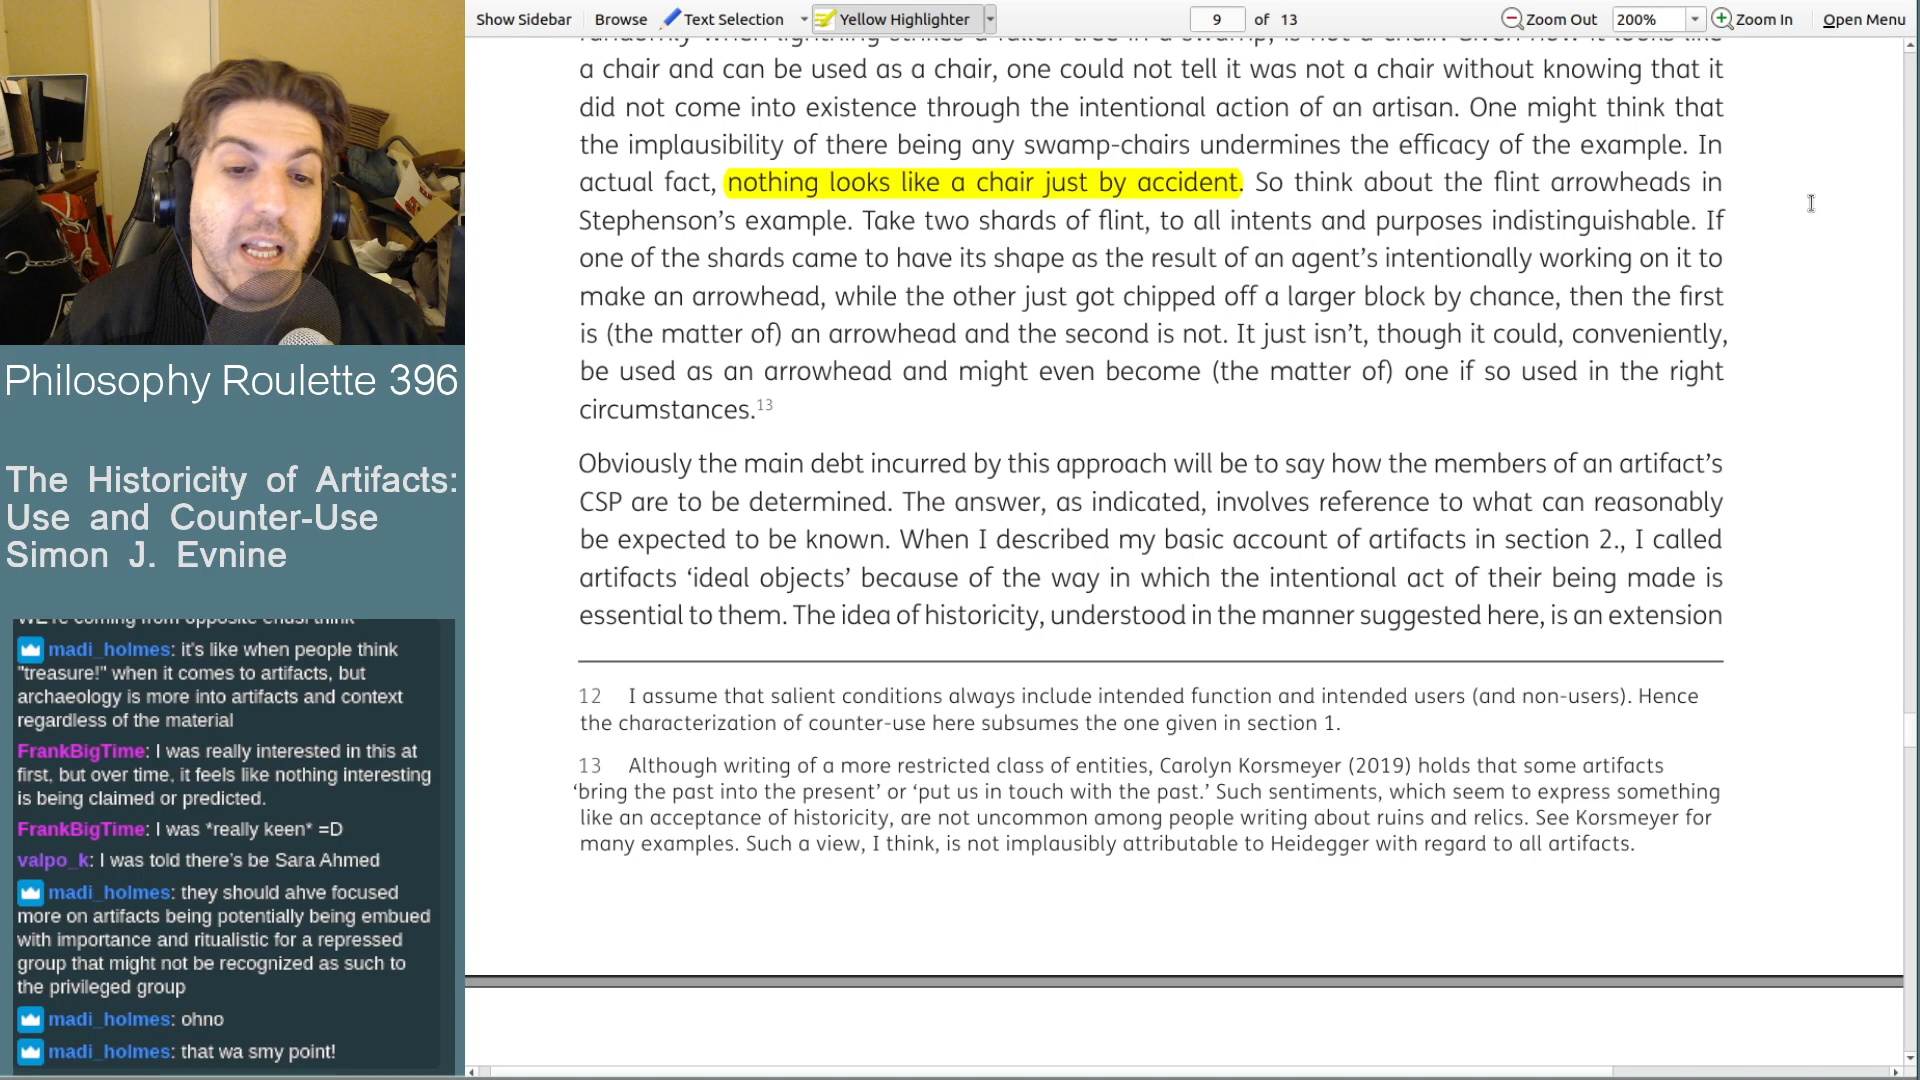 Show Sidebar Browse Text Selection Yellow Highlighter 9 of 13 Zoom Out 200% Zoom In Open Menu
a chair and can be used as a chair, one could not tell it was not a chair without knowing that it
did not come into existence through the intentional action of an artisan. One might think that
the implausibility of there being any swamp-chairs undermines the efficacy of the example. In
actual fact, nothing looks like a chair just by accident. So think about the flint arrowheads in
Stephenson’s example. Take two shards of flint, to all intents and purposes indistinguishable. If
one of the shards came to have its shape as the result of an agent’s intentionally working on it to
make an arrowhead, while the other just got chipped off a larger block by chance, then the first
is (the matter of) an arrowhead and the second is not. It just isn’t, though it could, conveniently,
be used as an arrowhead and might even become (the matter of) one if so used in the right
circumstances.13
Obviously the main debt incurred by this approach will be to say how the members of an artifact’s
CSP are to be determined. The answer, as indicated, involves reference to what can reasonably
be expected to be known. When I described my basic account of artifacts in section 2., I called
artifacts ‘ideal objects’ because of the way in which the intentional act of their being made is
essential to them. The idea of historicity, understood in the manner suggested here, is an extension
12 I assume that salient conditions always include intended function and intended users (and non-users). Hence
the characterization of counter-use here subsumes the one given in section 1.
13 Although writing of a more restricted class of entities, Carolyn Korsmeyer (2019) holds that some artifacts
‘bring the past into the present’ or ‘put us in touch with the past.’ Such sentiments, which seem to express something
like an acceptance of historicity, are not uncommon among people writing about ruins and relics. See Korsmeyer for
many examples. Such a view, I think, is not implausibly attributable to Heidegger with regard to all artifacts.
Philosophy Roulette 396
The Historicity of Artifacts:
Use and Counter-Use
Simon J. Evnine
madi_holmes: it's like when people think
"treasure!" when it comes to artifacts, but
archaeology is more into artifacts and context
regardless of the material
FrankBigTime: I was really interested in this at
first, but over time, it feels like nothing interesting
is being claimed or predicted.
FrankBigTime: I was *really keen* =D
valpo_k: I was told there's be Sara Ahmed
madi_holmes: they should ahve focused
more on artifacts being potentially being embued
with importance and ritualistic for a repressed
group that might not be recognized as such to
the privileged group
madi_holmes: ohno
madi_holmes: that wa smy point!